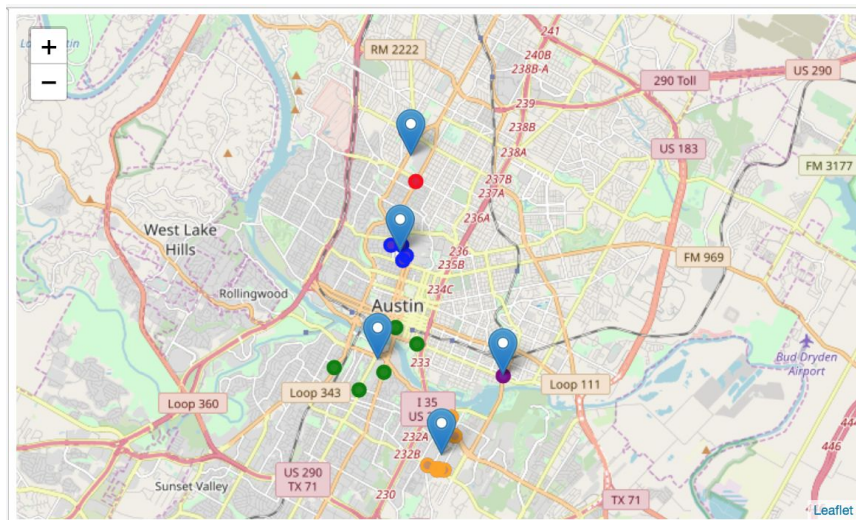 241
RM 2222
+
240B
238B-A
US 290
290 Toll
−
239
238B
US 183
238A
FM 3177
237B
237A
236A
West Lake
Hills
236
235B
FM 969
234C
Rollingwood
Austin
Bud Dryden
Airport
233
Loop 111
Loop 343
Loop 360
I 35
232A
446
232B
US 290
TX 71
Sunset Valley
230
TX 71
444
Leaflet